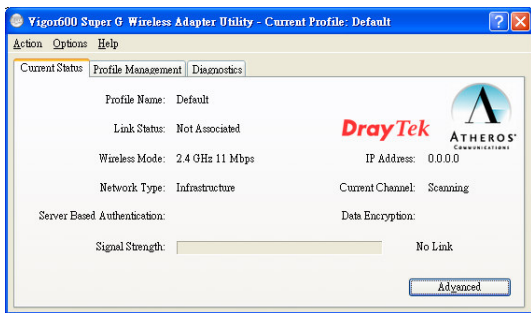 Vigor600 Super G Wireless Adapter Utility - Current Profile: Default
Action Options Help
Current Status Profile Management Diagnostics
Profile Name: Default
Link Status: Not Associated
DrayTek
ATHEROS
Communications
Wireless Mode: 2.4 GHz 11 Mbps
IP Address: 0.0.0.0
Network Type: Infrastructure
Current Channel: Scanning
Server Based Authentication:
Data Encryption:
Signal Strength:
No Link
Advanced